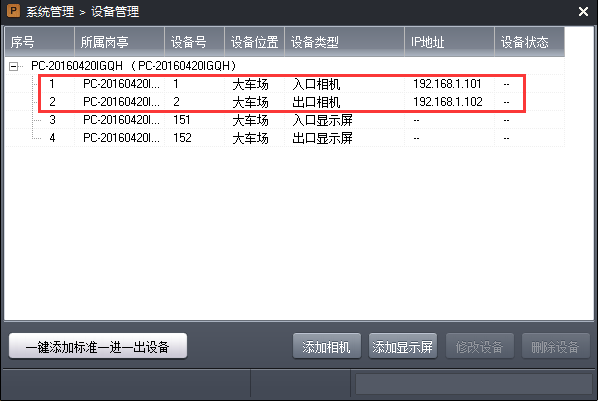 P 系统管理 > 设备管理
序号 所属岗亭 设备号 设备位置 设备类型 IP地址 设备状态
PC-20160420IGQH (PC-20160420IGQH)
1 PC-20160420I... 1 大车场 入口相机 192.168.1.101 --
2 PC-20160420I... 2 大车场 出口相机 192.168.1.102 --
3 PC-20160420I... 151 大车场 入口显示屏 -- --
4 PC-20160420I... 152 大车场 出口显示屏 -- --
一键添加标准一进一出设备 添加相机 添加显示屏 修改设备 删除设备